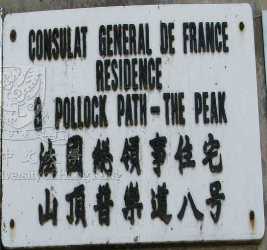 CONSULAT GENERAL DE FRANCE
RESIDENCE
8 POLLOCK PATH - THE PEAK
法國總領事住宅
山頂普樂道八号